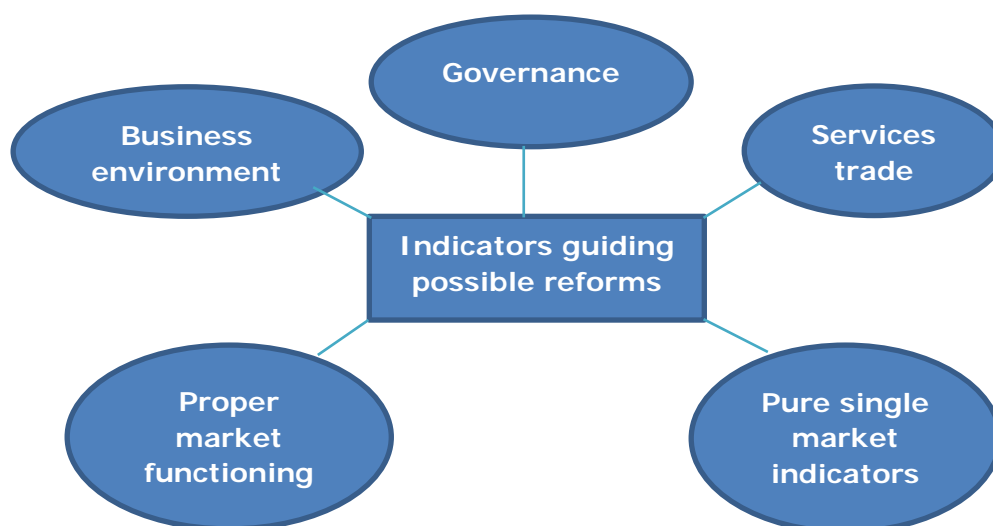 Governance
Business
environment
Services
trade
Indicators guiding
possible reforms
Proper
market
functioning
Pure single
market
indicators